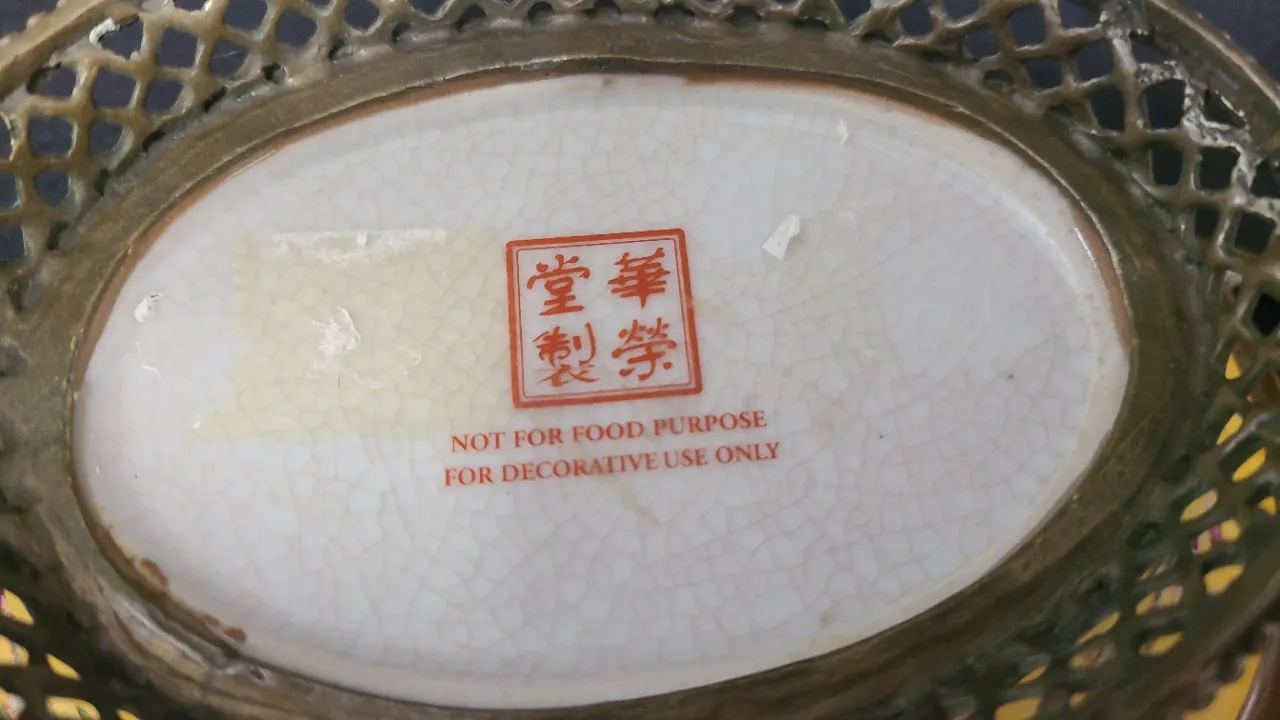 華榮
堂製
NOT FOR FOOD PURPOSE
FOR DECORATIVE USE ONLY